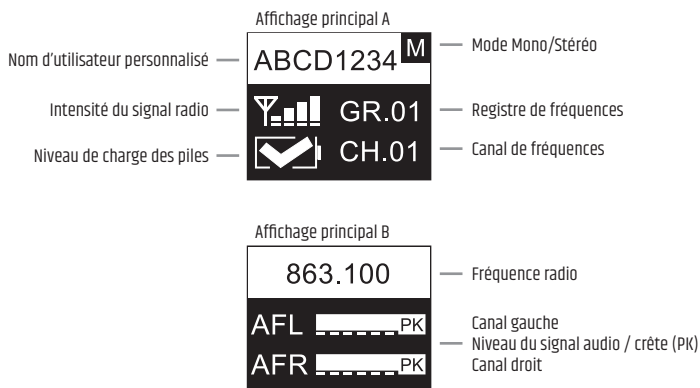 Affichage principal A
Nom d'utilisateur personnalisé
ABCD1234
M
Mode Mono/Stéréo
Intensité du signal radio
GR.01
Registre de fréquences
Niveau de charge des piles
CH.01
Canal de fréquences
Affichage principal B
863.100
Fréquence radio
AFL
PK
Canal gauche
Niveau du signal audio / crête (PK)
AFR
PK
Canal droit